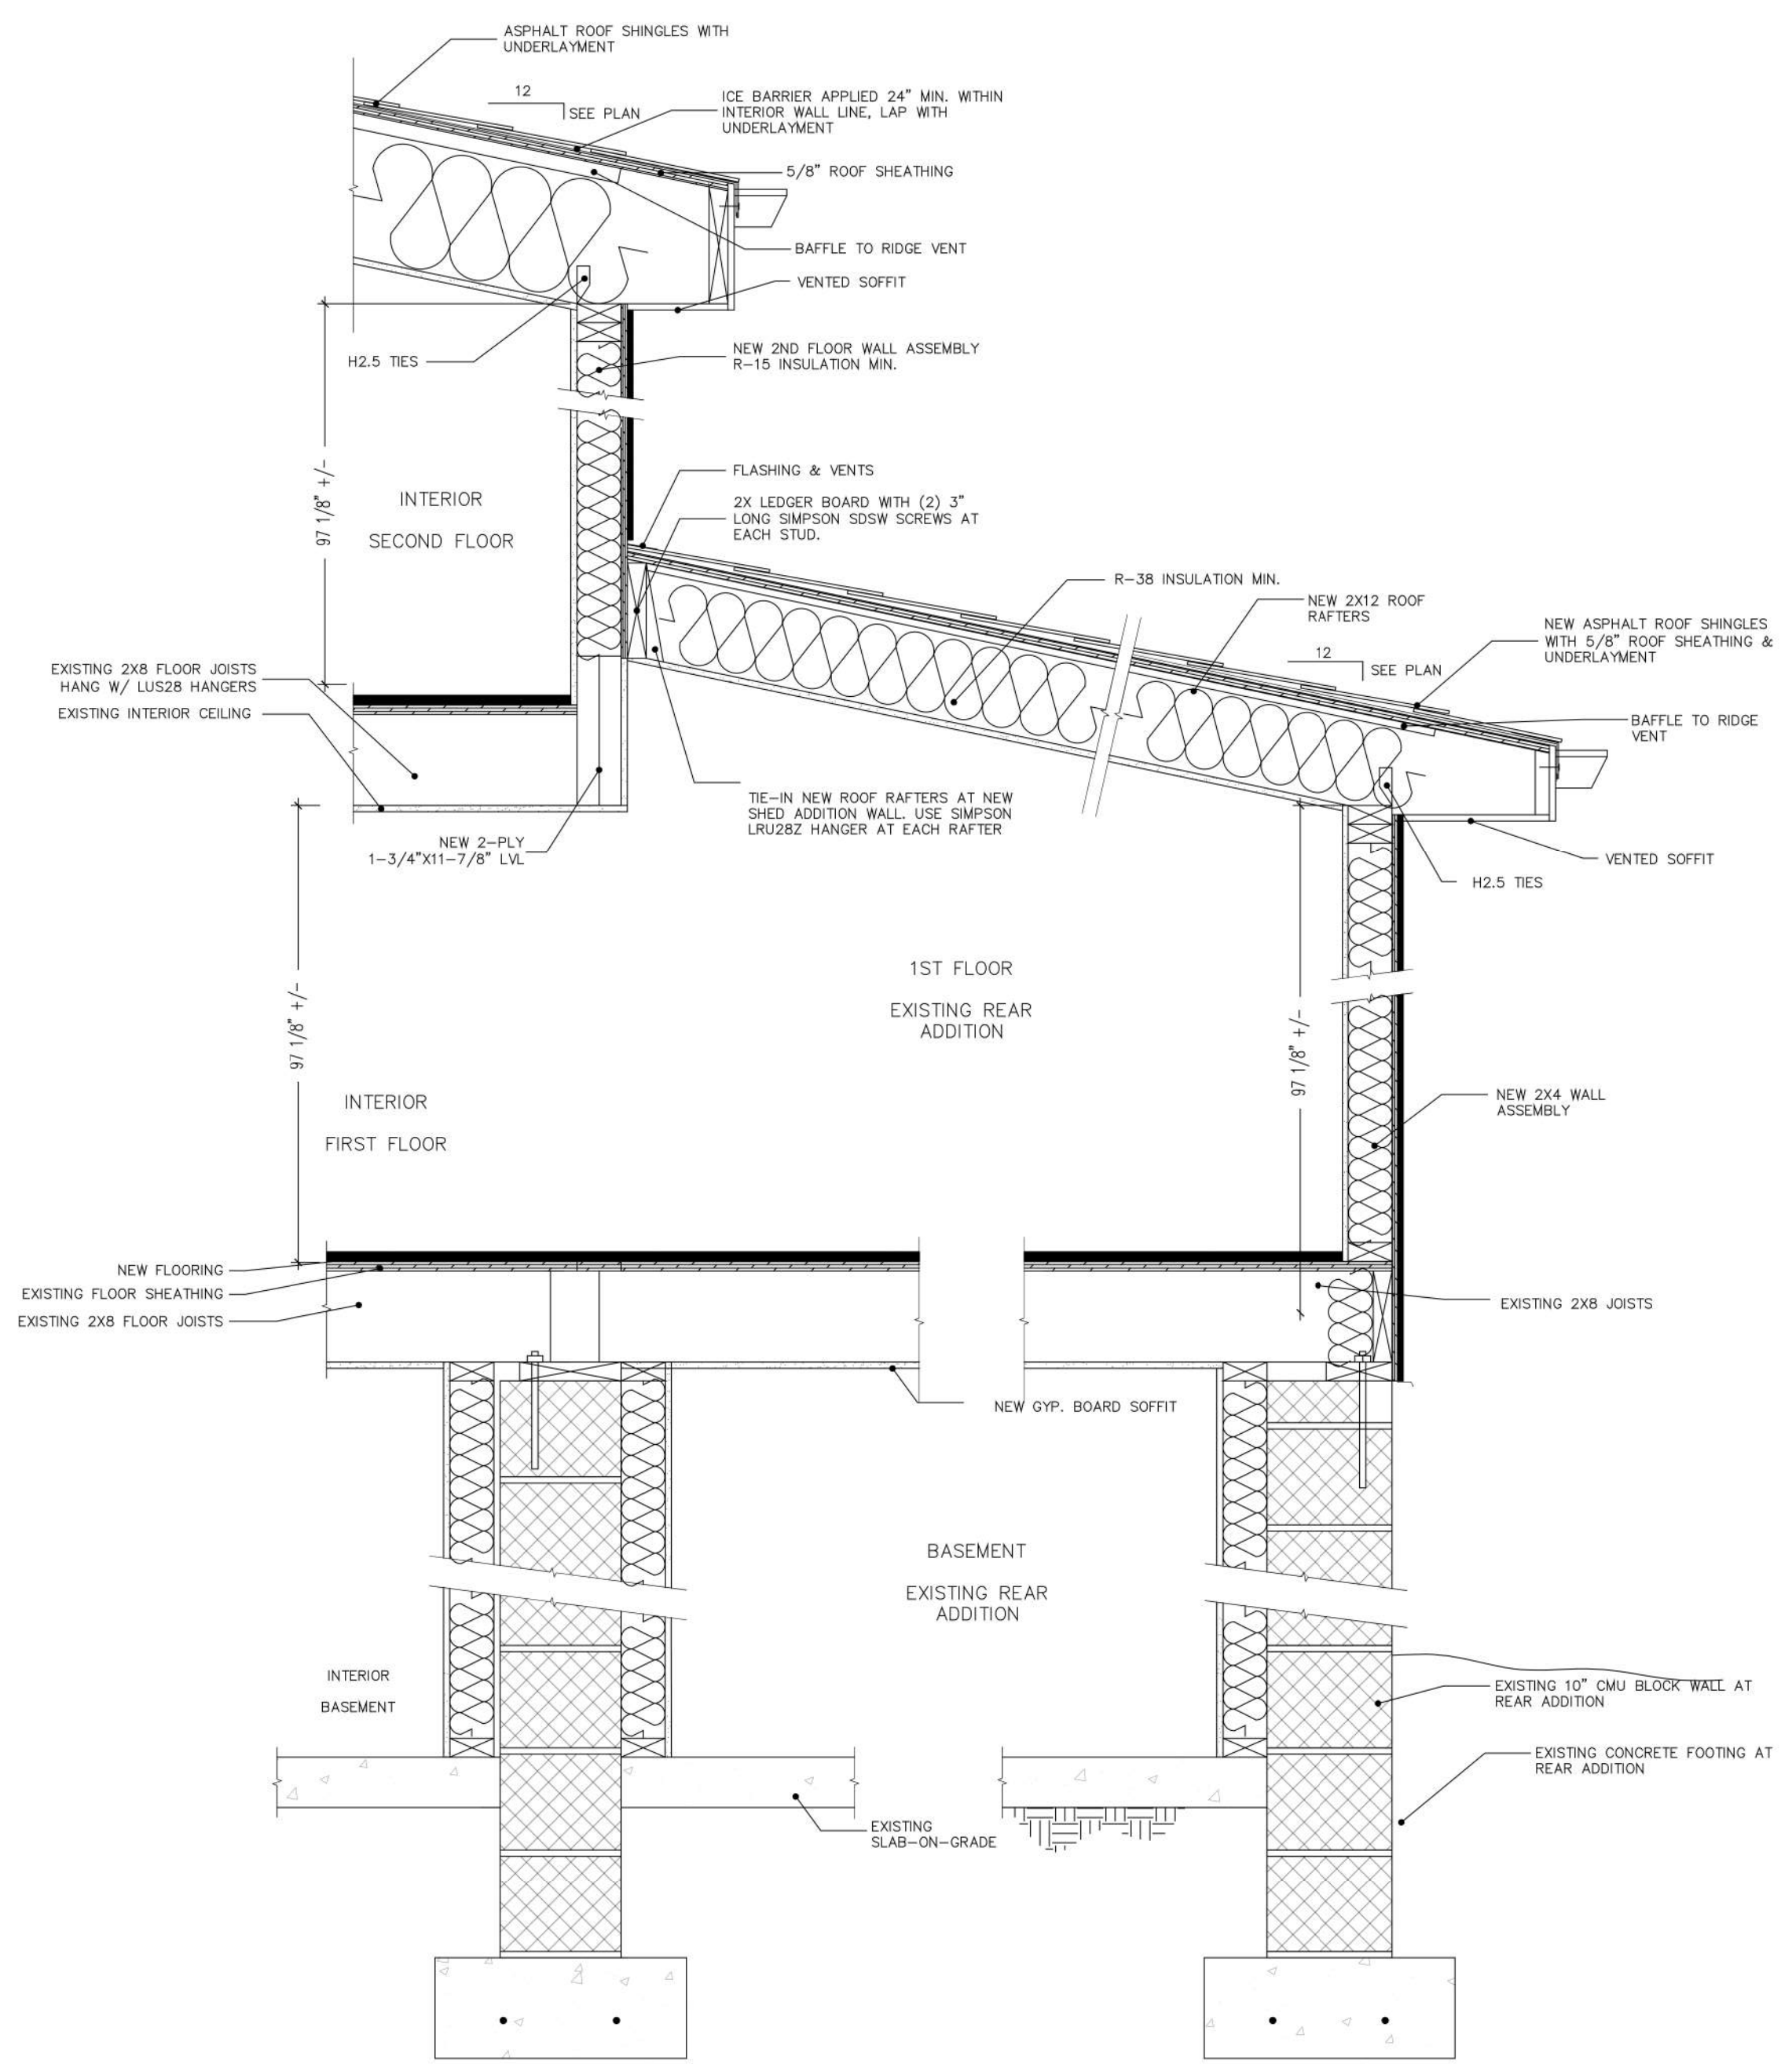 ASPHALT ROOF SHINGLES WITH
UNDERLAYMENT
12
SEE PLAN
ICE BARRIER APPLIED 24" MIN. WITHIN
INTERIOR WALL LINE, LAP WITH
UNDERLAYMENT
5/8" ROOF SHEATHING
BAFFLE TO RIDGE VENT
VENTED SOFFIT
H2.5 TIES
NEW 2ND FLOOR WALL ASSEMBLY
R-15 INSULATION MIN.
97 1/8" +/-
INTERIOR
SECOND FLOOR
FLASHING & VENTS
2X LEDGER BOARD WITH (2) 3"
LONG SIMPSON SDSW SCREWS AT
EACH STUD.
R-38 INSULATION MIN.
NEW 2X12 ROOF
RAFTERS
12
SEE PLAN
NEW ASPHALT ROOF SHINGLES
WITH 5/8" ROOF SHEATHING &
UNDERLAYMENT
BAFFLE TO RIDGE
VENT
EXISTING 2X8 FLOOR JOISTS
HANG W/ LUS28 HANGERS
EXISTING INTERIOR CEILING
TIE-IN NEW ROOF RAFTERS AT NEW
SHED ADDITION WALL. USE SIMPSON
LRU28Z HANGER AT EACH RAFTER
NEW 2-PLY
1-3/4"X11-7/8" LVL
VENTED SOFFIT
H2.5 TIES
1ST FLOOR
EXISTING REAR
ADDITION
97 1/8" +/-
97 1/8" +/-
INTERIOR
FIRST FLOOR
NEW 2X4 WALL
ASSEMBLY
NEW FLOORING
EXISTING FLOOR SHEATHING
EXISTING 2X8 FLOOR JOISTS
EXISTING 2X8 JOISTS
NEW GYP. BOARD SOFFIT
BASEMENT
EXISTING REAR
ADDITION
INTERIOR
BASEMENT
EXISTING 10" CMU BLOCK WALL AT
REAR ADDITION
EXISTING CONCRETE FOOTING AT
REAR ADDITION
EXISTING
SLAB-ON-GRADE